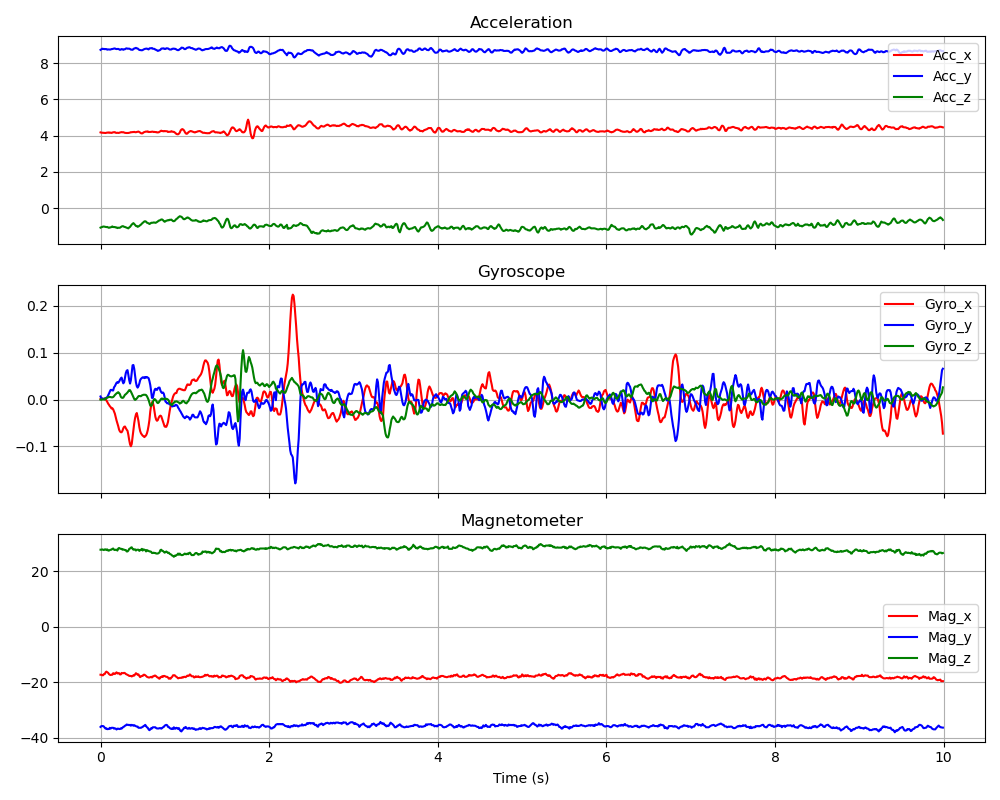 Acceleration
8
6
4
2
0
Acc_x
Acc_y
Acc_z
Gyroscope
0.2
0.1
0.0
−0.1
Gyro_x
Gyro_y
Gyro_z
Magnetometer
20
0
−20
−40
Mag_x
Mag_y
Mag_z
0 2 4 6 8 10
Time (s)